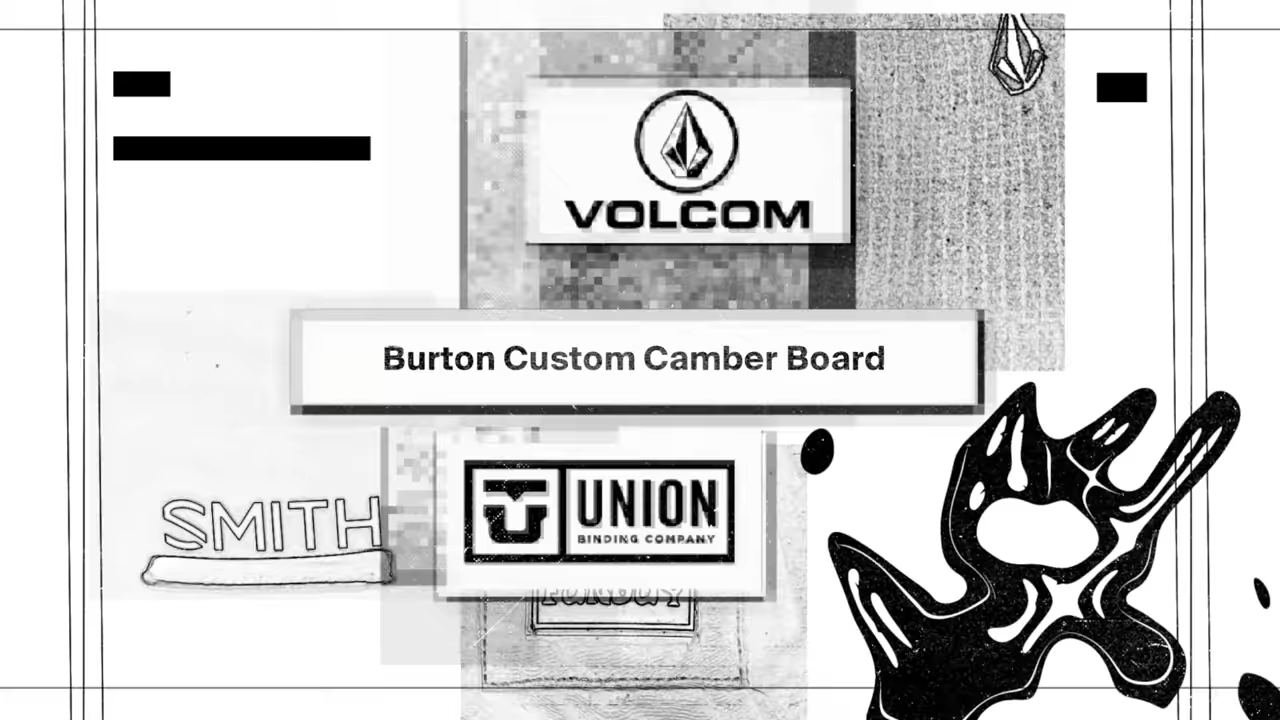 VOLCOM
Burton Custom Camber Board
SMITH
UNION
BINDING COMPANY